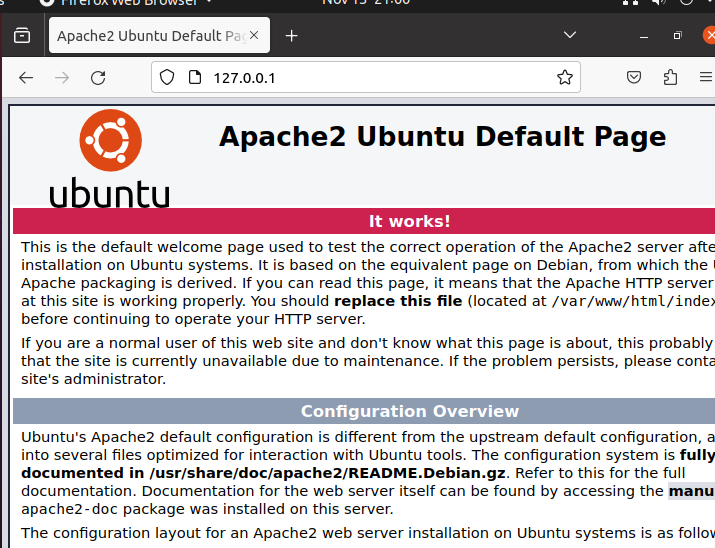 Firefox Web Browser
Nov 13 21:00
Apache2 Ubuntu Default Pag
127.0.0.1
ubuntu
Apache2 Ubuntu Default Page
It works!
This is the default welcome page used to test the correct operation of the Apache2 server afte
installation on Ubuntu systems. It is based on the equivalent page on Debian, from which the
Apache packaging is derived. If you can read this page, it means that the Apache HTTP server
at this site is working properly. You should replace this file (located at /var/www/html/index
before continuing to operate your HTTP server.
If you are a normal user of this web site and don't know what this page is about, this probably
that the site is currently unavailable due to maintenance. If the problem persists, please conta
site's administrator.
Configuration Overview
Ubuntu's Apache2 default configuration is different from the upstream default configuration, a
into several files optimized for interaction with Ubuntu tools. The configuration system is fully
documented in /usr/share/doc/apache2/README.Debian.gz. Refer to this for the full
documentation. Documentation for the web server itself can be found by accessing the manu
apache2-doc package was installed on this server.
The configuration layout for an Apache2 web server installation on Ubuntu systems is as follow